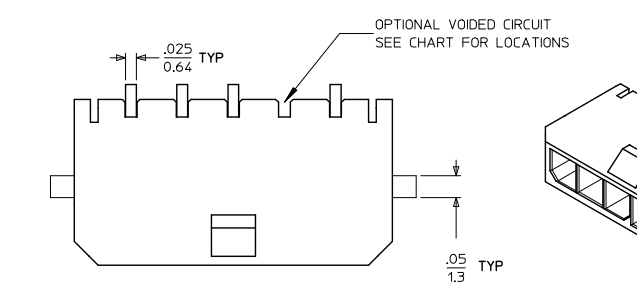 OPTIONAL VOIDED CIRCUIT
SEE CHART FOR LOCATIONS
.025
0.64 TYP
.05
1.3 TYP